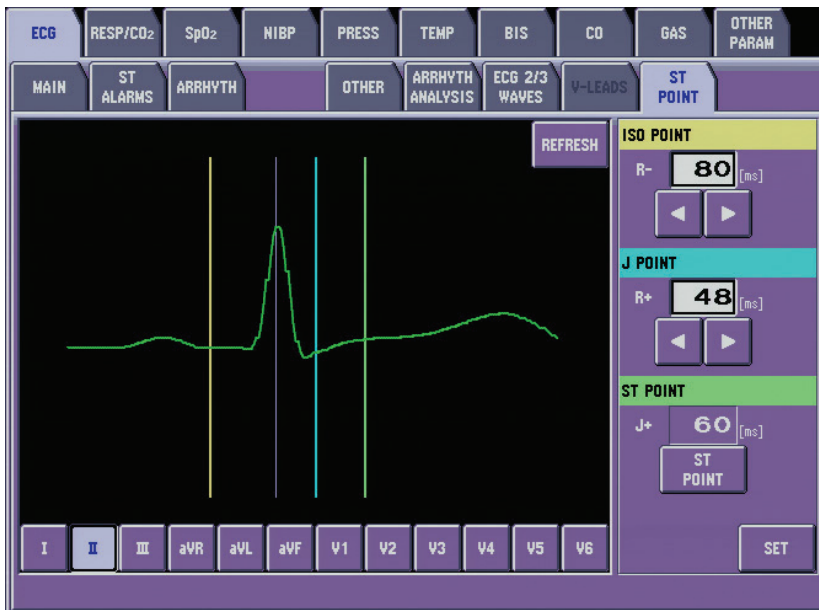 ECG RESP/CO2 SpO2 NIBP PRESS TEMP BIS CO GAS OTHER PARAM
MAIN ST ALARMS ARRHYTH OTHER ARRHYTH ANALYSIS ECG 2/3 WAVES V-LEADS ST POINT
REFRESH
ISO POINT
R- 80 [ms]
◀ ▶
J POINT
R+ 48 [ms]
◀ ▶
ST POINT
J+ 60 [ms]
ST
POINT
I II III aVR aVL aVF V1 V2 V3 V4 V5 V6 SET